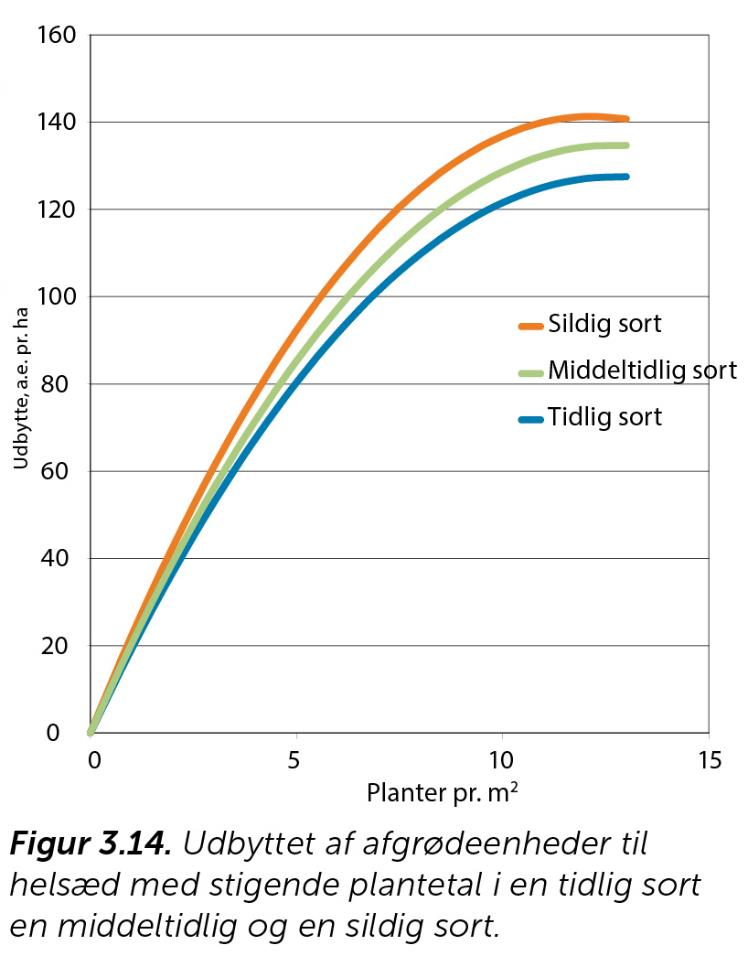 160
140
120
100
80
60
40
20
0
Udbytte, a.e. pr. ha
Sildig sort
Middeltidlig sort
Tidlig sort
0 5 10 15
Planter pr. m²
Figur 3.14. Udbyttet af afgrødeenheder til
helsæd med stigende plantetal i en tidlig sort
en middeltidlig og en sildig sort.